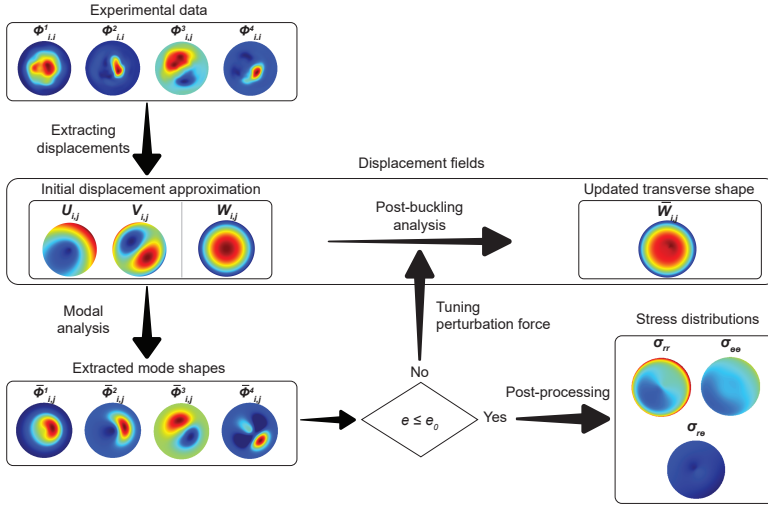 Experimental data
Φ¹i,i Φ²i,i Φ³i,j Φ⁴i,i
Extracting
displacements
Displacement fields
Initial displacement approximation
Updated transverse shape
Ui,j Vi,j Wi,j
W̅i,j
Post-buckling
analysis
Modal
analysis
Tuning
perturbation force
Stress distributions
σrr σee
σre
Extracted mode shapes
Φ̅¹i,j Φ̅²i,j Φ̅³i,j Φ̅⁴i,j
No
e ≤ e₀
Yes
Post-processing